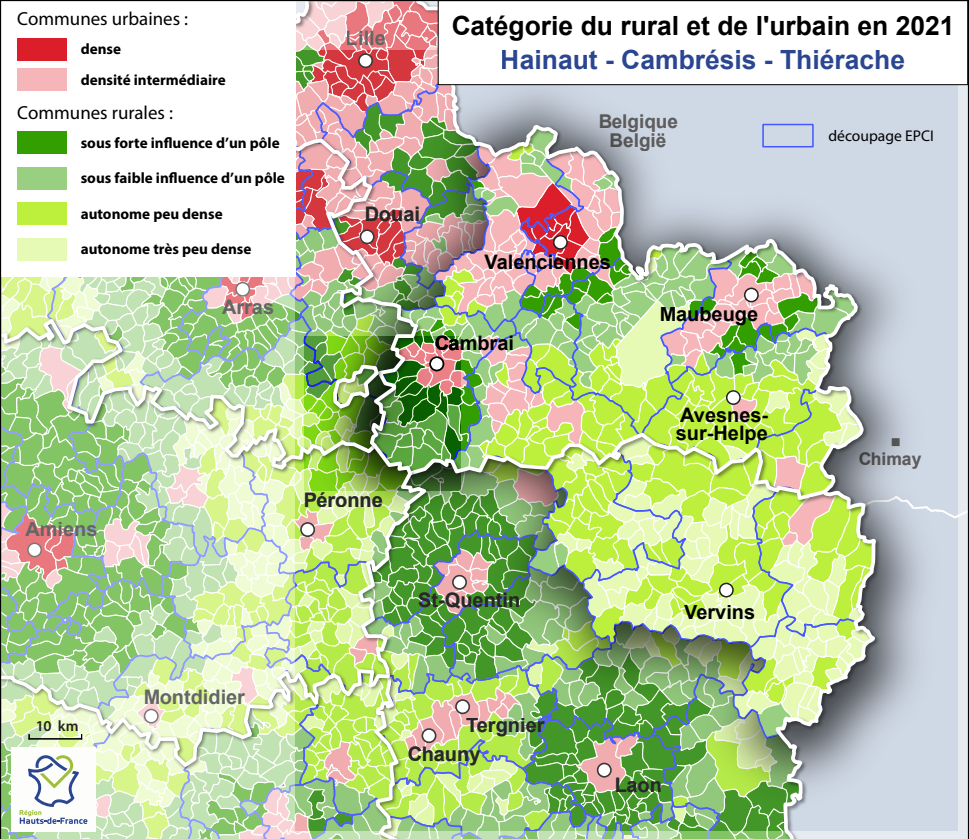 Communes urbaines :
dense
densité intermédiaire
Communes rurales :
sous forte influence d'un pôle
sous faible influence d'un pôle
autonome peu dense
autonome très peu dense
Catégorie du rural et de l'urbain en 2021
Hainaut - Cambrésis - Thiérache
découpage EPCI
Belgique
België
Lille
Douai
Valenciennes
Arras
Maubeuge
Cambrai
Avesnes-
sur-Helpe
Chimay
Péronne
Amiens
St-Quentin
Vervins
Montdidier
Tergnier
Chauny
Laon
10 km
Région
Hauts-de-France